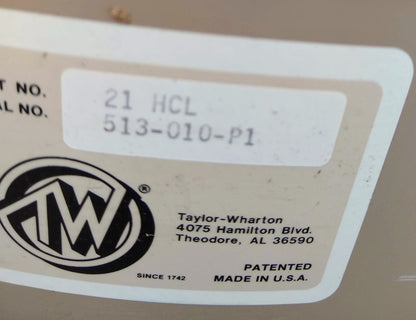 T NO. 21 HCL
AL NO. 513-010-P1
TW ®
Taylor-Wharton
4075 Hamilton Blvd.
Theodore, AL 36590
SINCE 1742
PATENTED
MADE IN U.S.A.